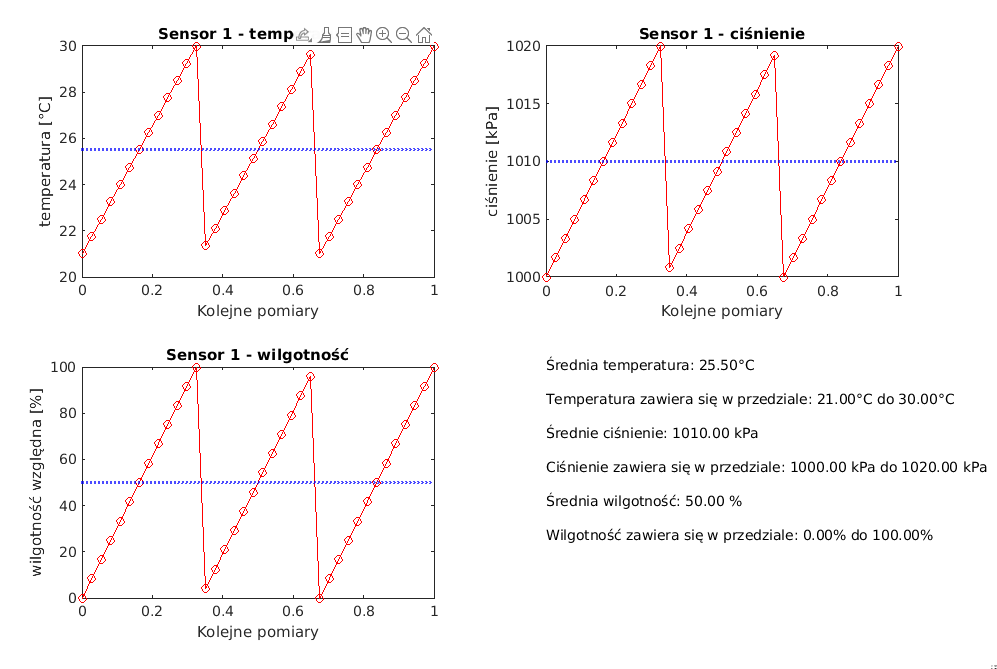 Sensor 1 - temp
30
28
26
24
22
20
temperatura [°C]
0 0.2 0.4 0.6 0.8 1
Kolejne pomiary
Sensor 1 - ciśnienie
1020
1015
1010
1005
1000
ciśnienie [kPa]
0 0.2 0.4 0.6 0.8 1
Kolejne pomiary
Sensor 1 - wilgotność
100
80
60
40
20
0
wilgotność względna [%]
0 0.2 0.4 0.6 0.8 1
Kolejne pomiary
Średnia temperatura: 25.50°C
Temperatura zawiera się w przedziale: 21.00°C do 30.00°C
Średnie ciśnienie: 1010.00 kPa
Ciśnienie zawiera się w przedziale: 1000.00 kPa do 1020.00 kPa
Średnia wilgotność: 50.00 %
Wilgotność zawiera się w przedziale: 0.00% do 100.00%